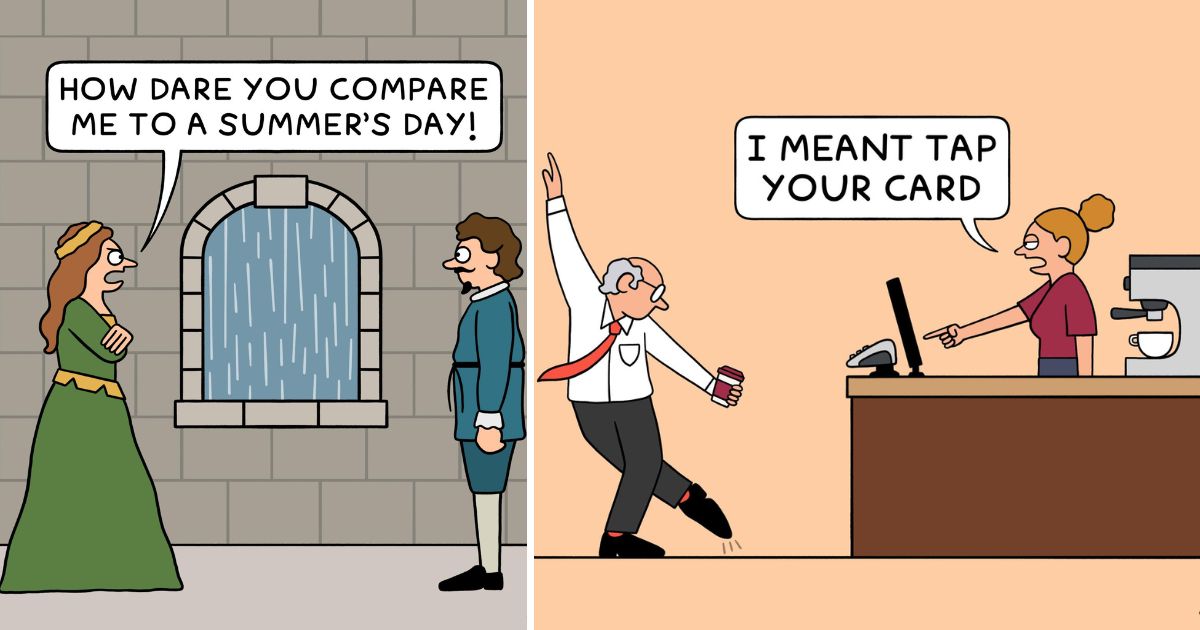 HOW DARE YOU COMPARE
ME TO A SUMMER'S DAY!
I MEANT TAP
YOUR CARD